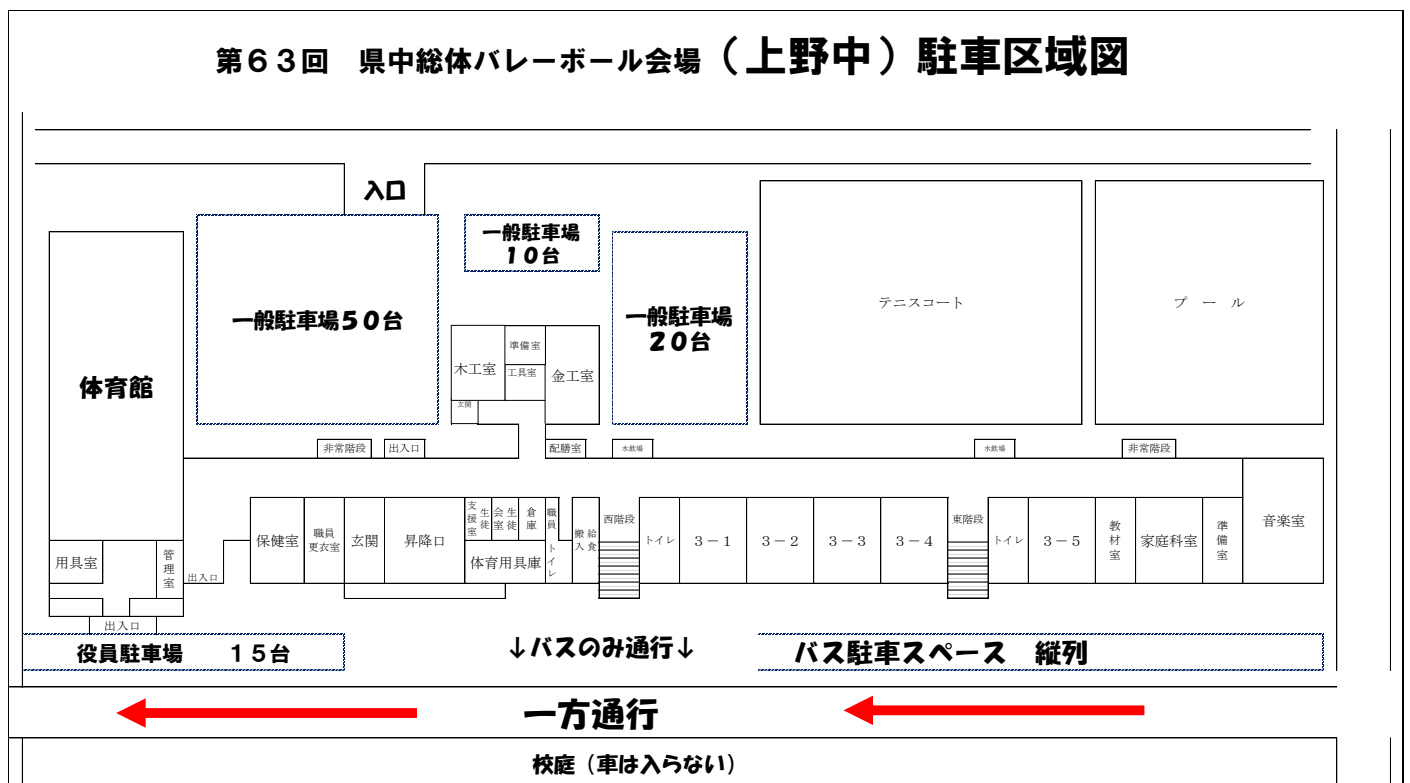 第６３回　県中総体バレーボール会場（上野中）駐車区域図
入口
一般駐車場
１０台
一般駐車場５０台
一般駐車場
２０台
テニスコート
プ　ー　ル
体育館
木工室
準備室
工具室
金工室
玄関
非常階段
出入口
配膳室
水飲場
水飲場
非常階段
保健室
職員
更衣室
玄関
昇降口
生徒
支援室
生徒
会室
倉庫
体育用具庫
職員トイレ
給食
搬入
西階段
トイレ
３－１
３－２
３－３
３－４
東階段
トイレ
３－５
教材室
家庭科室
準備室
音楽室
用具室
管理室
出入口
出入口
役員駐車場　　１５台
↓バスのみ通行↓
バス駐車スペース　縦列
一方通行
校庭（車は入らない）